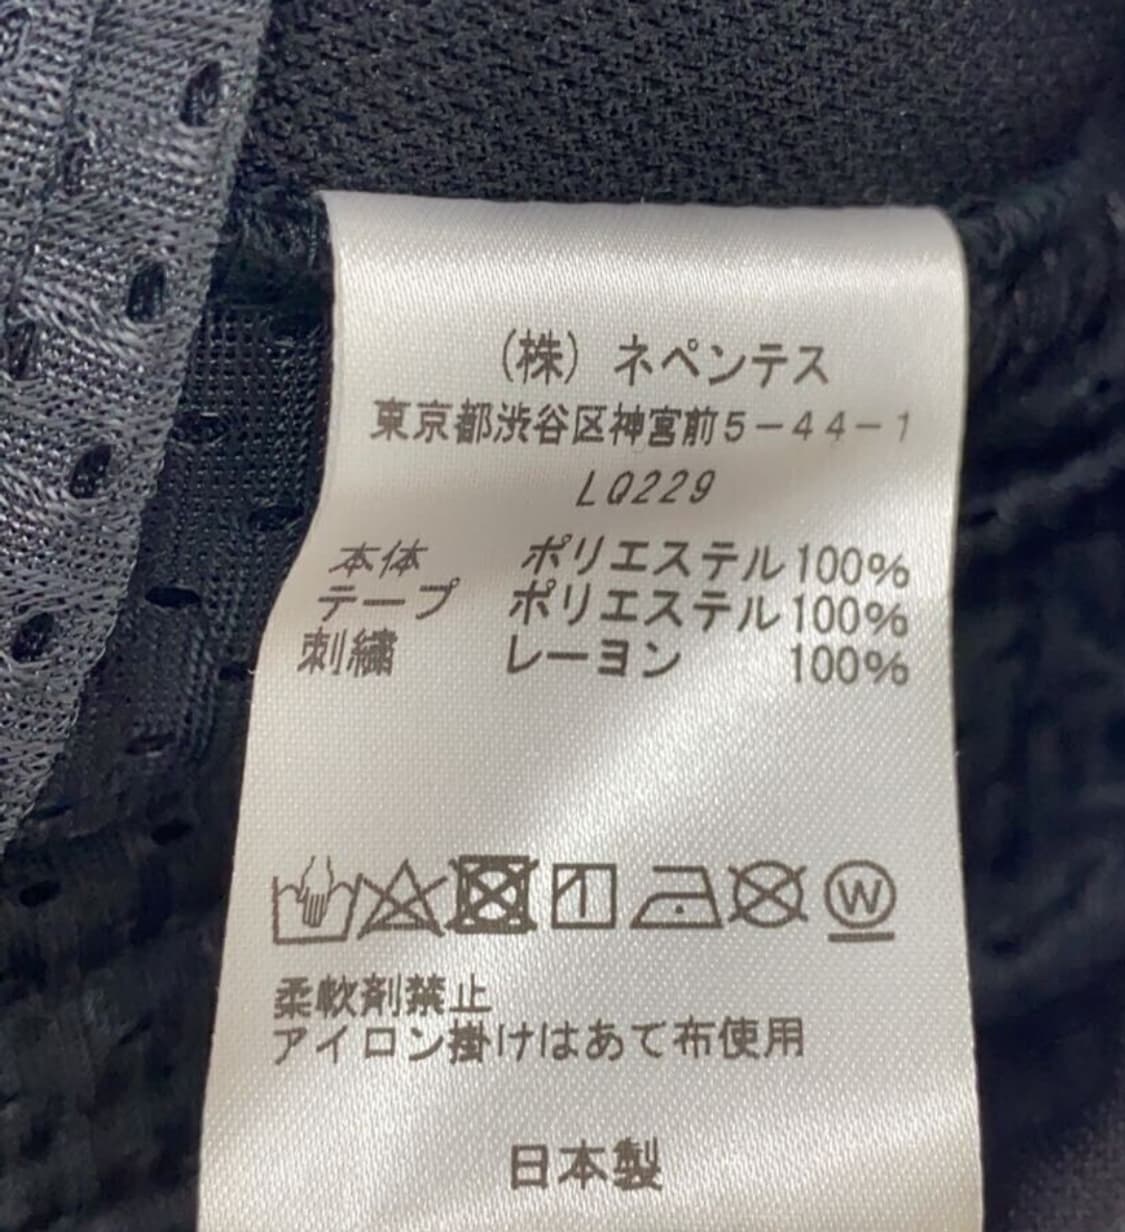 (株) ネペンテス
東京都渋谷区神宮前5-44-1
LQ229
本体 ポリエステル100%
テープ ポリエステル100%
刺繍 レーヨン 100%
W
柔軟剤禁止
アイロン掛けはあて布使用
日本製